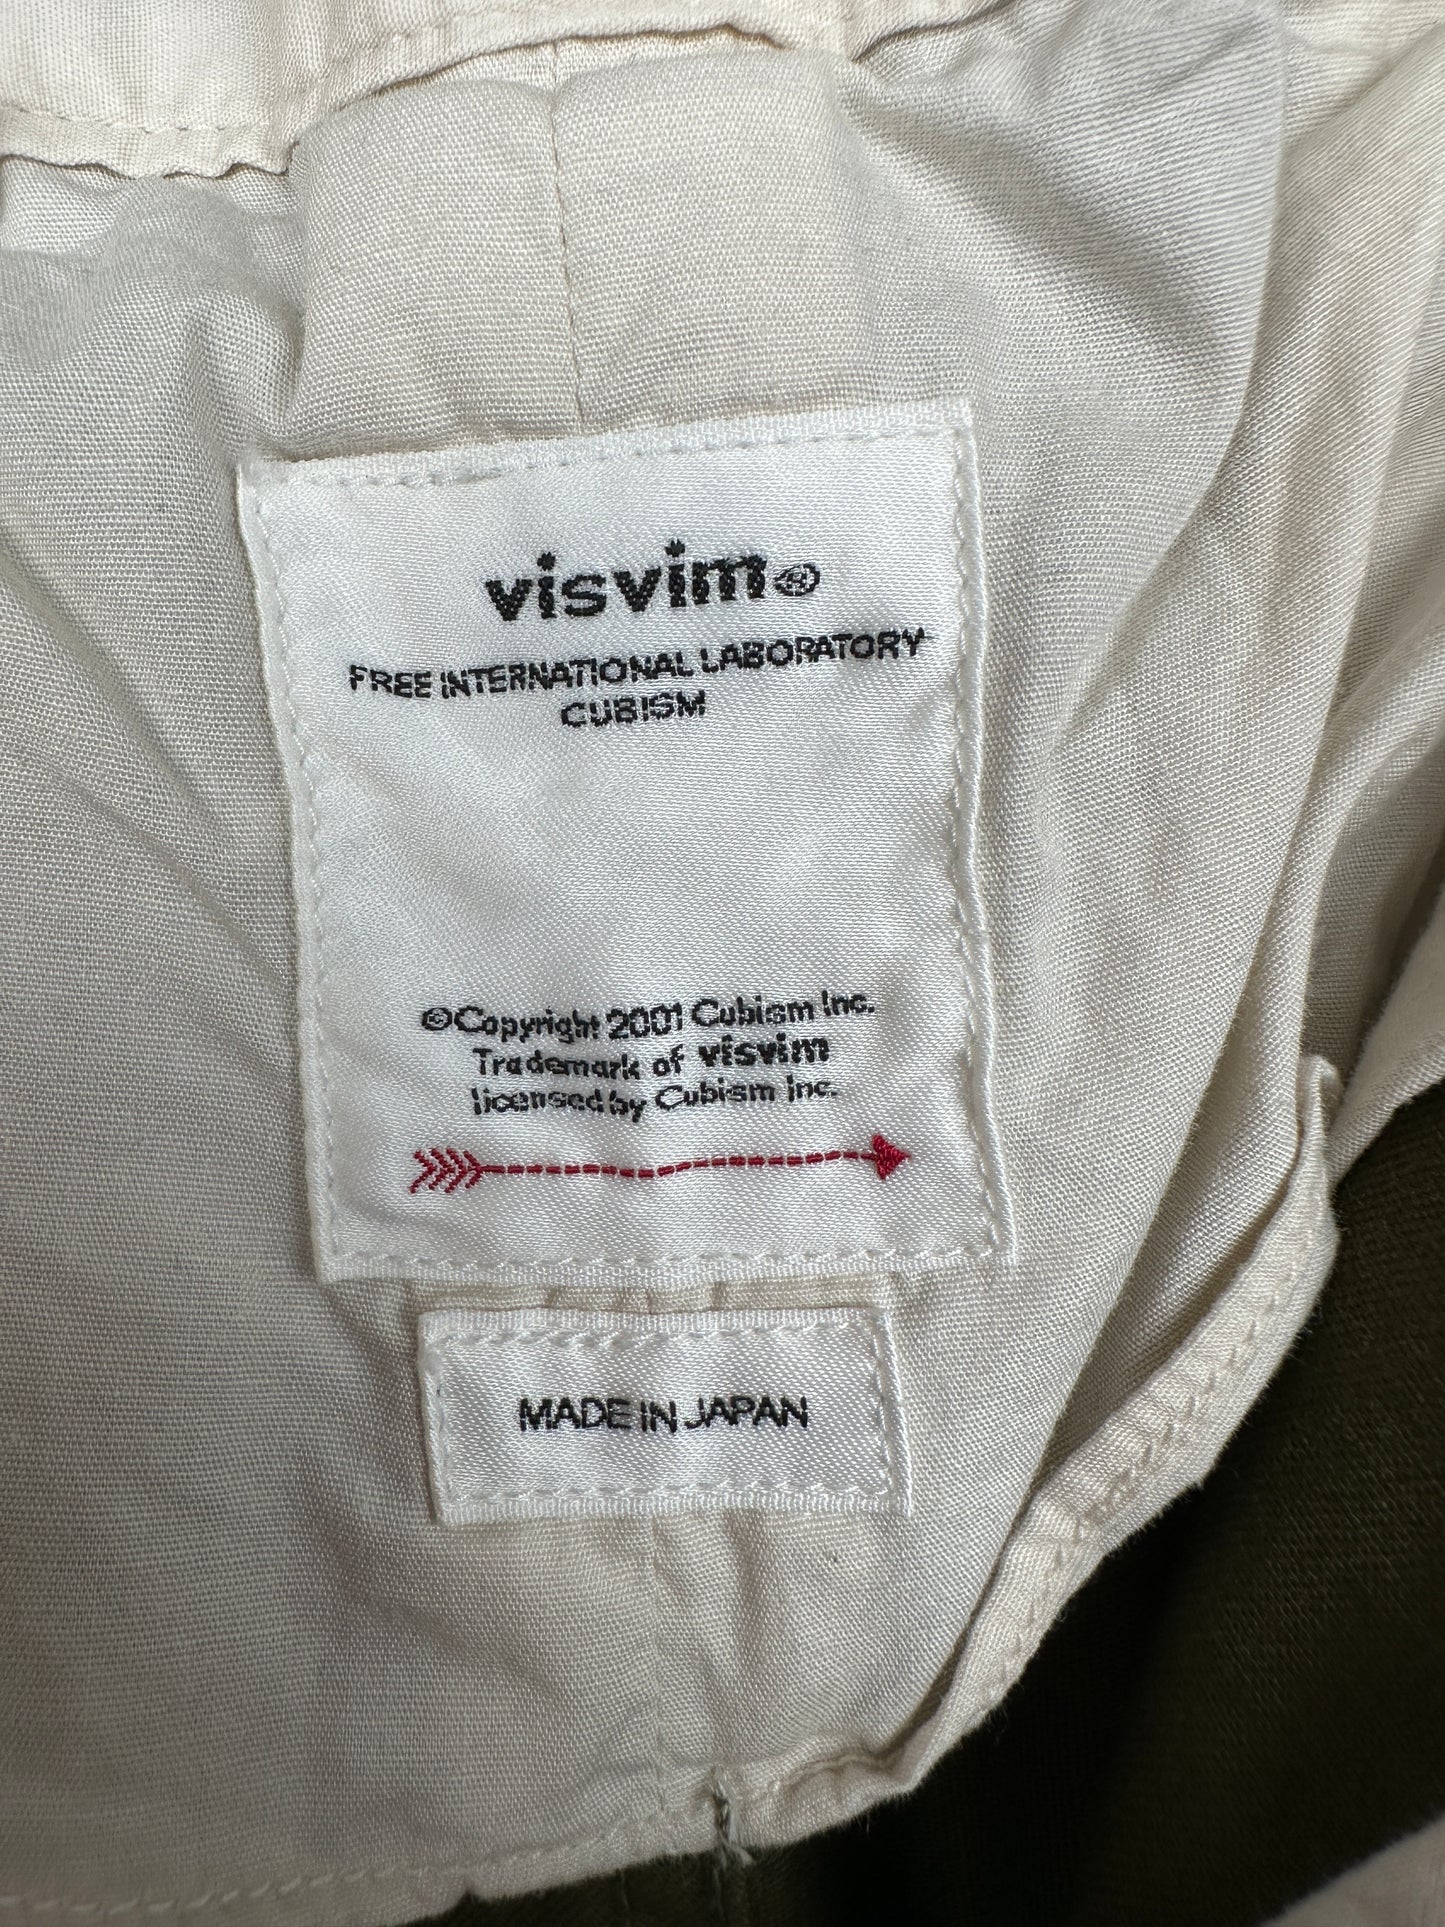 visvim®
FREE INTERNATIONAL LABORATORY
CUBISM
©Copyright 2001 Cubism Inc.
Trademark of visvim
licensed by Cubism Inc.
MADE IN JAPAN